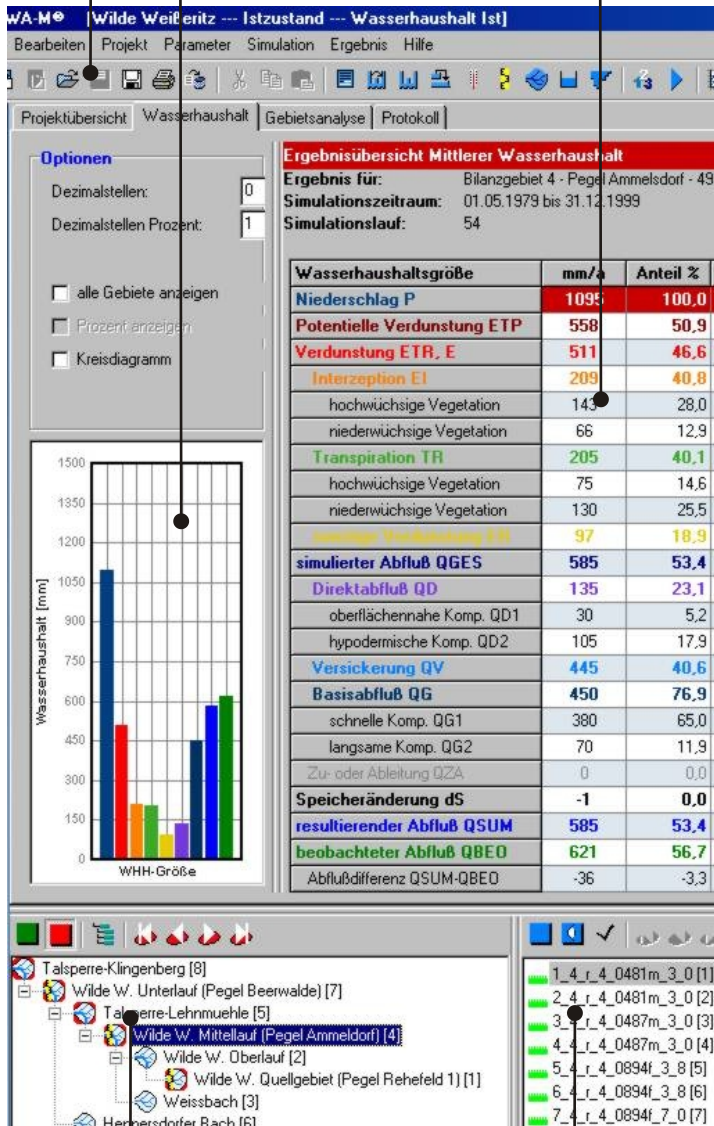 WA-M® [Wilde Weißeritz --- Istzustand --- Wasserhaushalt Ist]
Bearbeiten Projekt Parameter Simulation Ergebnis Hilfe
Projektübersicht Wasserhaushalt Gebietsanalyse Protokoll
Optionen
Dezimalstellen: 0
Dezimalstellen Prozent: 1
alle Gebiete anzeigen
Prozent anzeigen
Kreisdiagramm
Ergebnisübersicht Mittlerer Wasserhaushalt
Ergebnis für: Bilanzgebiet 4 - Pegel Ammelsdorf - 49
Simulationszeitraum: 01.05.1979 bis 31.12.1999
Simulationslauf: 54
Wasserhaushaltsgröße mm/a Anteil %
Niederschlag P 1095 100,0
Potentielle Verdunstung ETP 558 50,9
Verdunstung ETR, E 511 46,6
Interzeption EI 209 40,8
hochwüchsige Vegetation 143 28,0
niederwüchsige Vegetation 66 12,9
Transpiration TR 205 40,1
hochwüchsige Vegetation 75 14,6
niederwüchsige Vegetation 130 25,5
97 18,9
simulierter Abfluß QGES 585 53,4
Direktabfluß QD 135 23,1
oberflächennahe Komp. QD1 30 5,2
hypodermische Komp. QD2 105 17,9
Versickerung QV 445 40,6
Basisabfluß QG 450 76,9
schnelle Komp. QG1 380 65,0
langsame Komp. QG2 70 11,9
Zu- oder Ableitung QZA 0 0,0
Speicheränderung dS -1 0,0
resultierender Abfluß QSUM 585 53,4
beobachteter Abfluß QBEO 621 56,7
Abflußdifferenz QSUM-QBEO -36 -3,3
Wasserhaushalt [mm]
1500
1350
1200
1050
900
750
600
450
300
150
0
WHH-Größe
Talsperre-Klingenberg [8]
Wilde W. Unterlauf (Pegel Beerwalde) [7]
Talsperre-Lehnmuehle [5]
Wilde W. Mittellauf (Pegel Ammeldorf) [4]
Wilde W. Oberlauf [2]
Wilde W. Quellgebiet (Pegel Rehefeld 1) [1]
Weissbach [3]
Hennersdorfer Bach [6]
1_4_r_4_0481m_3_0 [1]
2_4_r_4_0481m_3_0 [2]
3_4_r_4_0487m_3_0 [3]
4_4_r_4_0487m_3_0 [4]
5_4_r_4_0894f_3_8 [5]
6_4_r_4_0894f_3_8 [6]
7_4_r_4_0894f_7_0 [7]